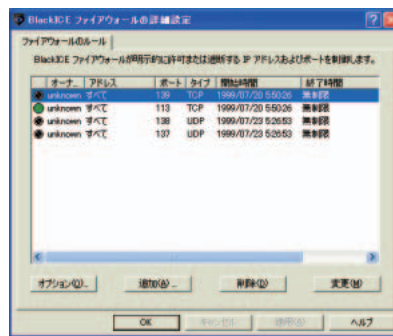 BlackICE ファイアウォールの詳細設定
ファイアウォールのルール
BlackICE ファイアウォールが明示的に許可または遮断する IP アドレスおよびポートを制御します。
オーナ... アドレス ポート タイプ 開始時間 終了時間
unknown すべて 139 TCP 1999/07/20 5:50:26 無制限
unknown すべて 113 TCP 1999/07/20 5:50:26 無制限
unknown すべて 138 UDP 1999/07/23 5:26:53 無制限
unknown すべて 137 UDP 1999/07/23 5:26:53 無制限
オプション(O)... 追加(A)... 削除(D) 変更(M)
OK キャンセル 適用(A) ヘルプ